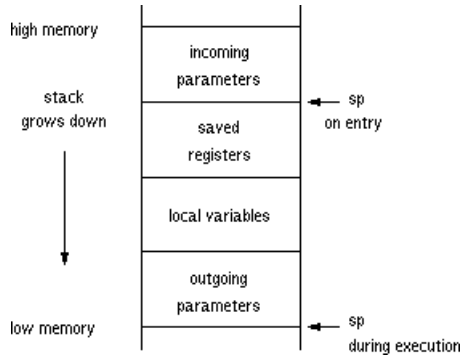 high memory
incoming
parameters
stack
grows down
sp
on entry
saved
registers
local variables
outgoing
parameters
low memory
sp
during execution